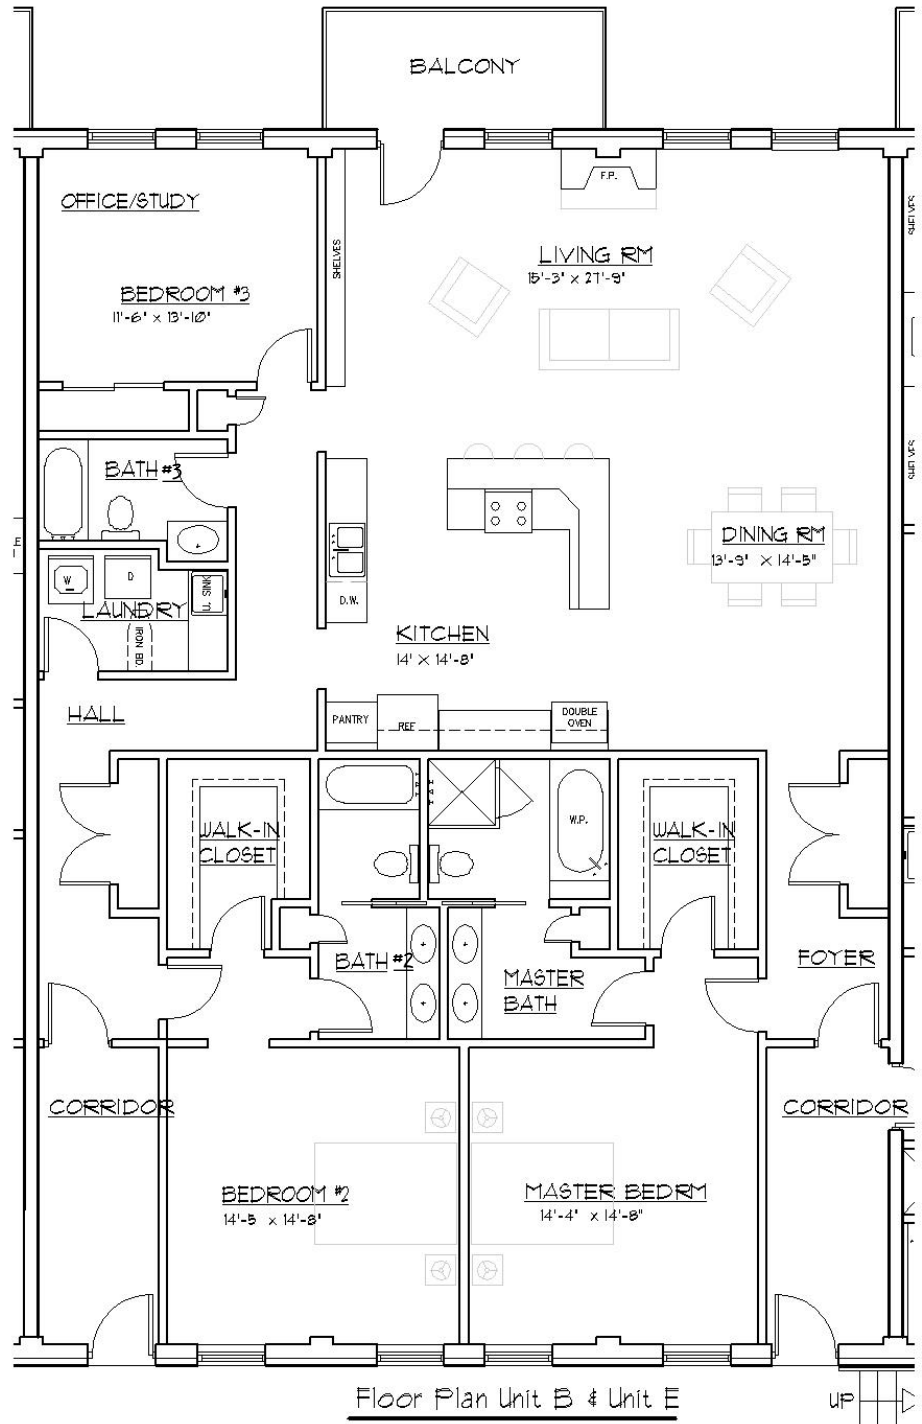 BALCONY
OFFICE/STUDY
BEDROOM #3
11'-6" x 13'-10"
SHELVES
F.P.
LIVING RM
15'-3" x 27'-9"
SHELVES
SHELVES
BATH #3
W
D
LAUNDRY
IRON BD.
D.W.
DINING RM
13'-9" x 14'-5"
KITCHEN
14' x 14'-8"
HALL
PANTRY
REF
DOUBLE
OVEN
WALK-IN
CLOSET
W.P.
WALK-IN
CLOSET
BATH #2
MASTER
BATH
FOYER
CORRIDOR
CORRIDOR
BEDROOM #2
14'-5 x 14'-8"
MASTER BEDRM
14'-4" x 14'-8"
Floor Plan Unit B & Unit E
UP